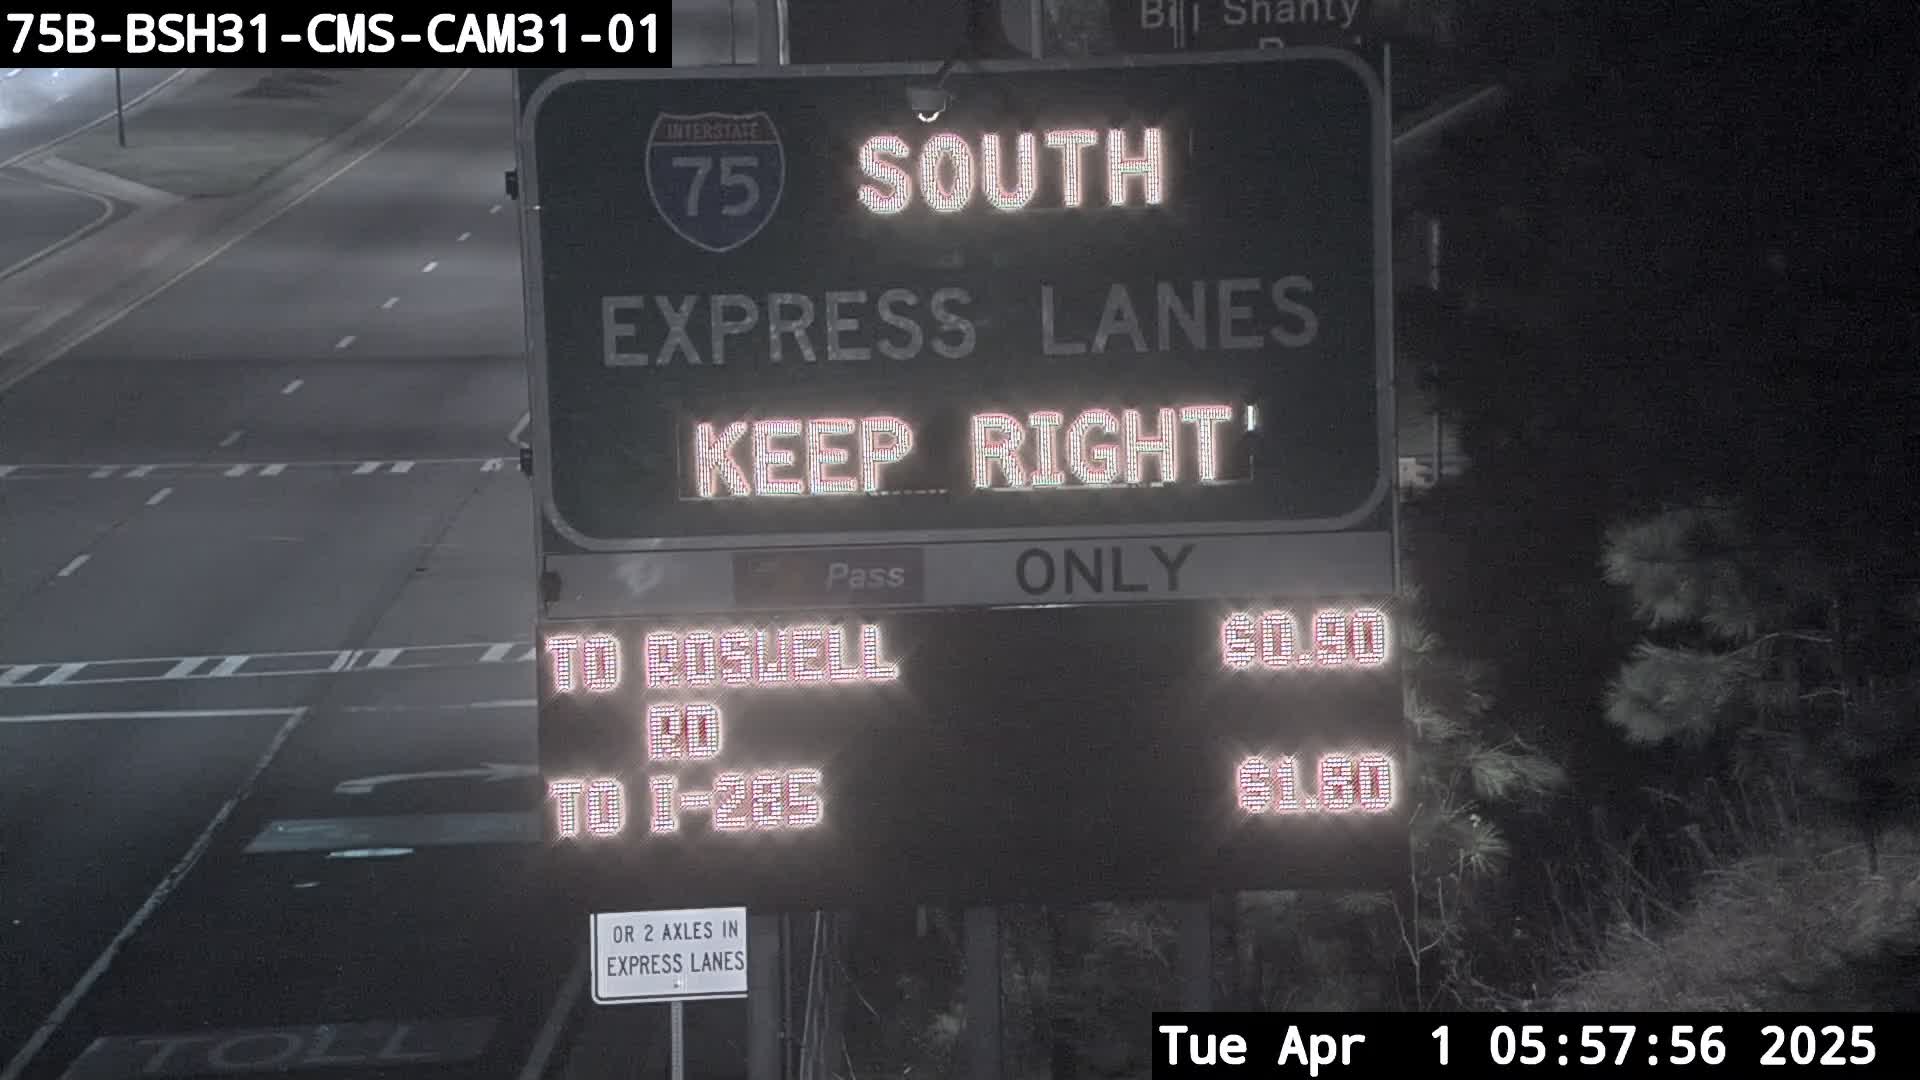 75B-BSH31-CMS-CAM31-01
Shanty
INTERSTATE
75
SOUTH
EXPRESS LANES
KEEP RIGHT
Pass ONLY
TO ROSWELL $0.90
RD
TO I-285 $1.80
OR 2 AXLES IN
EXPRESS LANES
TOLL
Tue Apr 1 05:57:56 2025